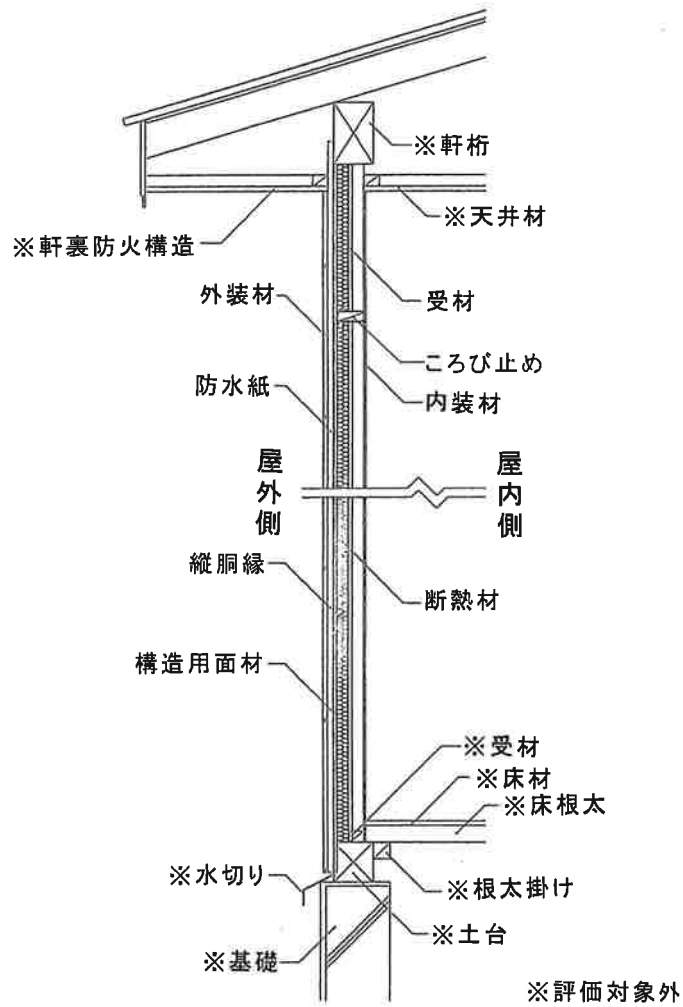 ※軒桁
※天井材
※軒裏防火構造
外装材
受材
ころび止め
防水紙
内装材
屋外側
屋内側
縦胴縁
断熱材
構造用面材
※受材
※床材
※床根太
※水切り
※根太掛け
※土台
※基礎
※評価対象外